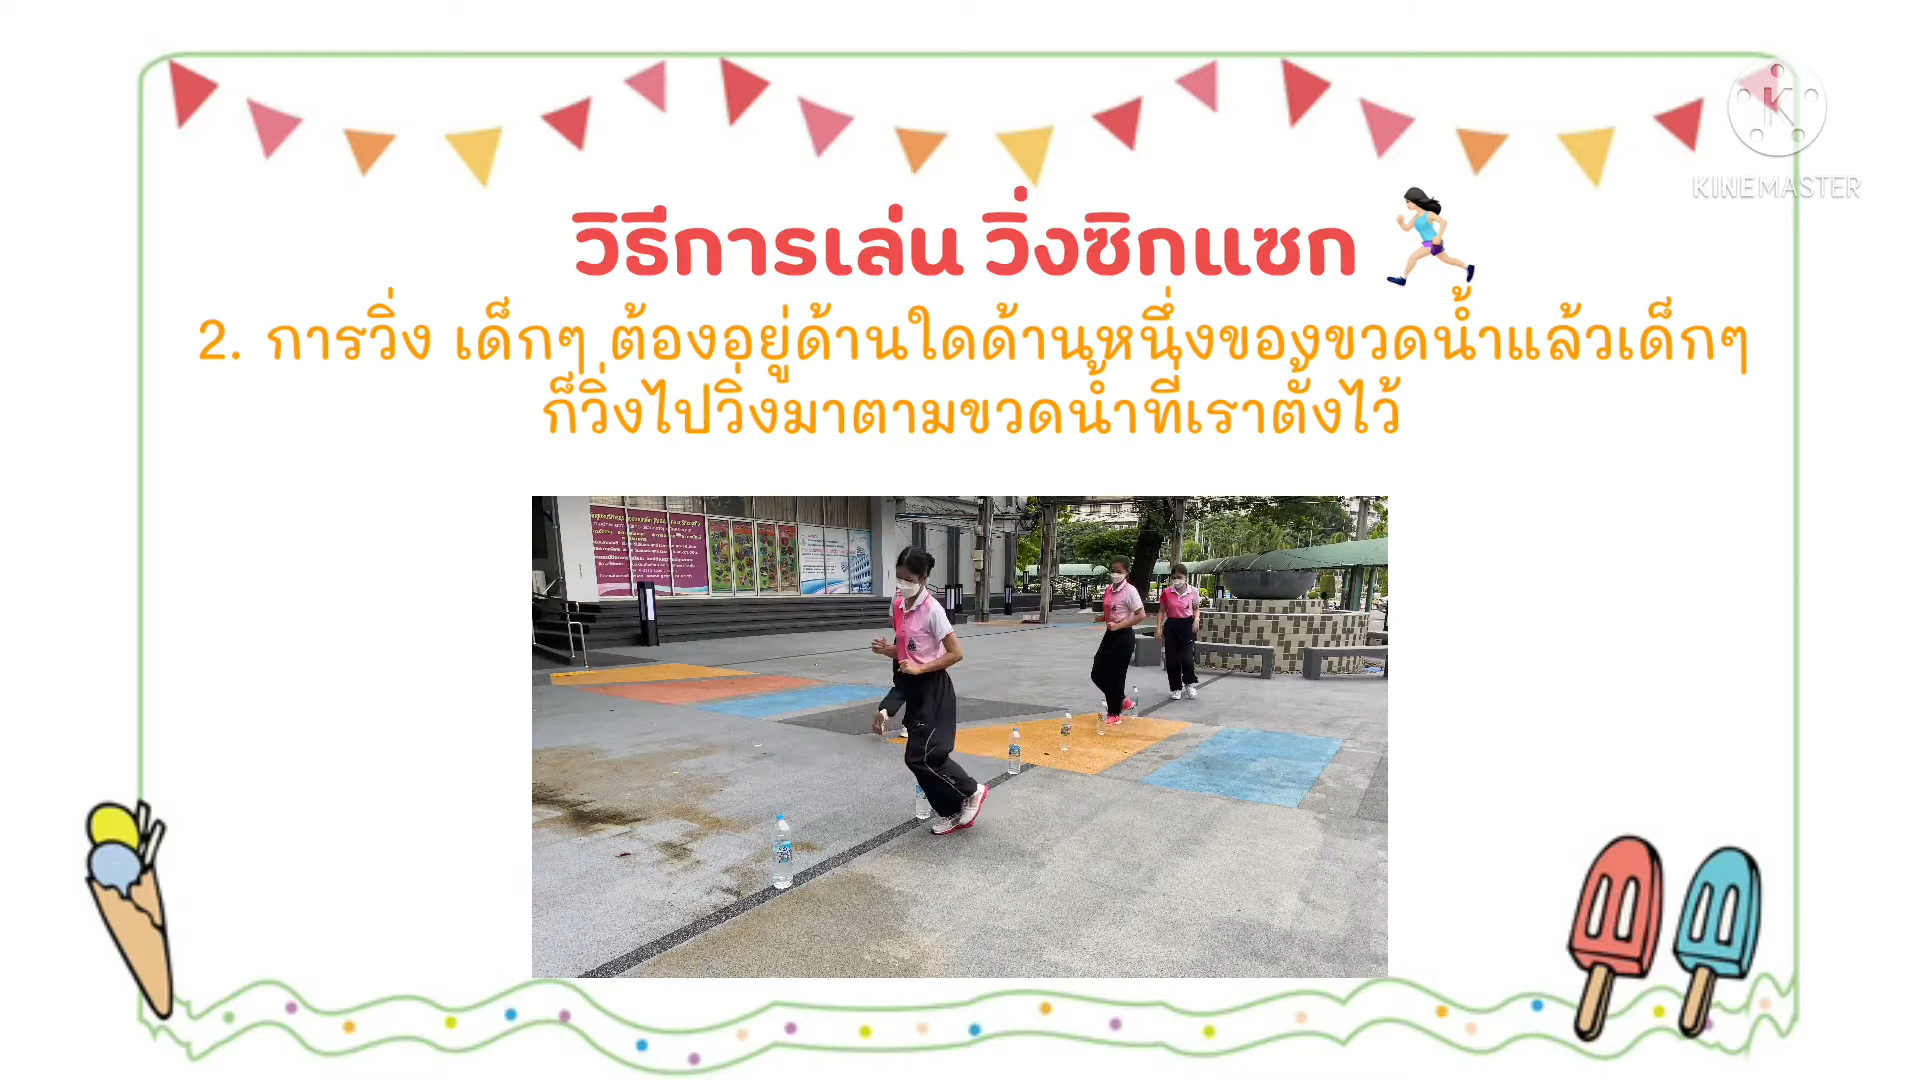 KINEMASTER
วิธีการเล่น วิ่งซิกแซก
2. การวิ่ง เด็กๆ ต้องอยู่ด้านใดด้านหนึ่งของขวดน้ำแล้วเด็กๆ
ก็วิ่งไปวิ่งมาตามขวดน้ำที่เราตั้งไว้